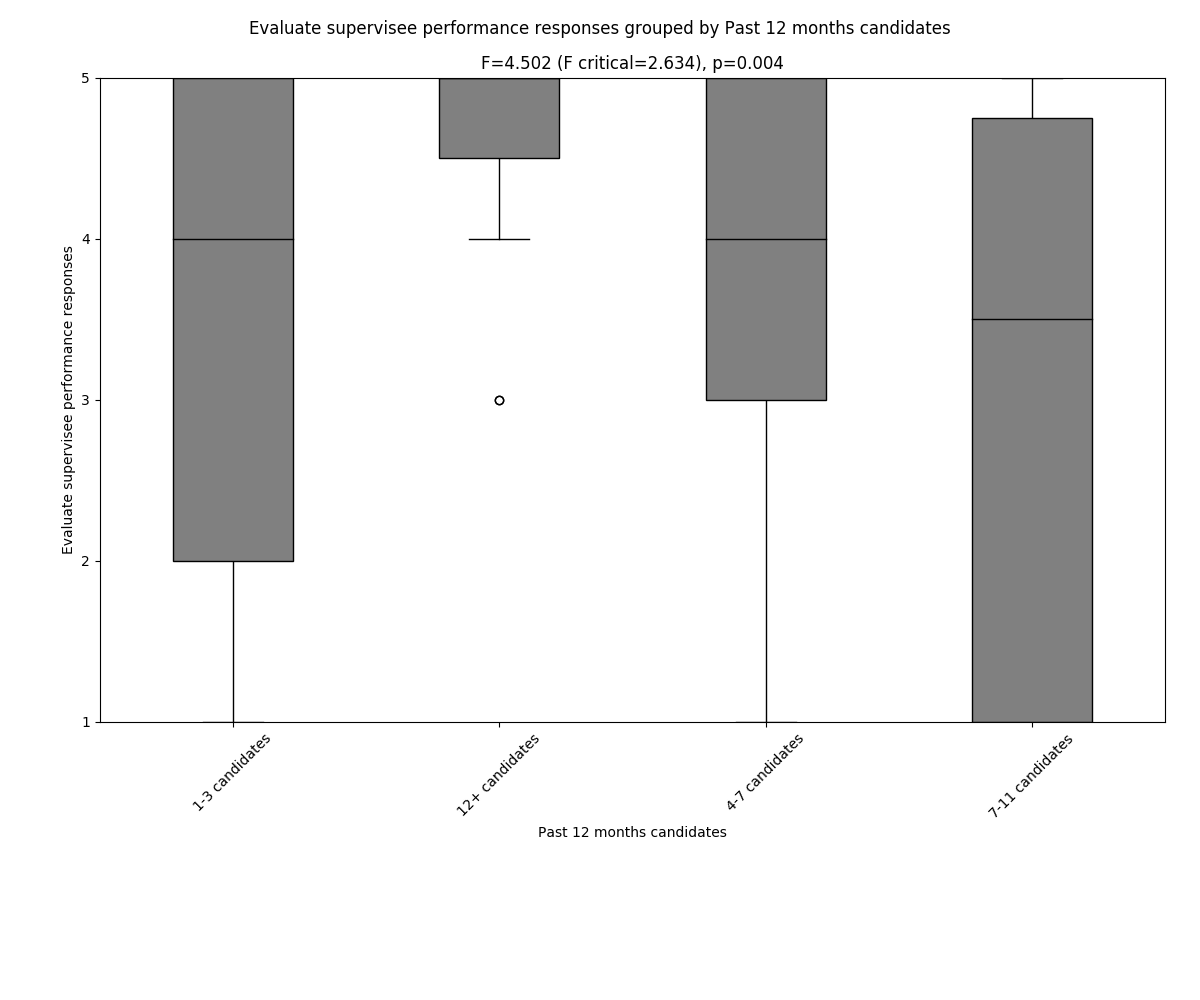 Evaluate supervisee performance responses grouped by Past 12 months candidates
F=4.502 (F critical=2.634), p=0.004
5
4
3
2
1
Evaluate supervisee performance responses
1-3 candidates
12+ candidates
4-7 candidates
7-11 candidates
Past 12 months candidates